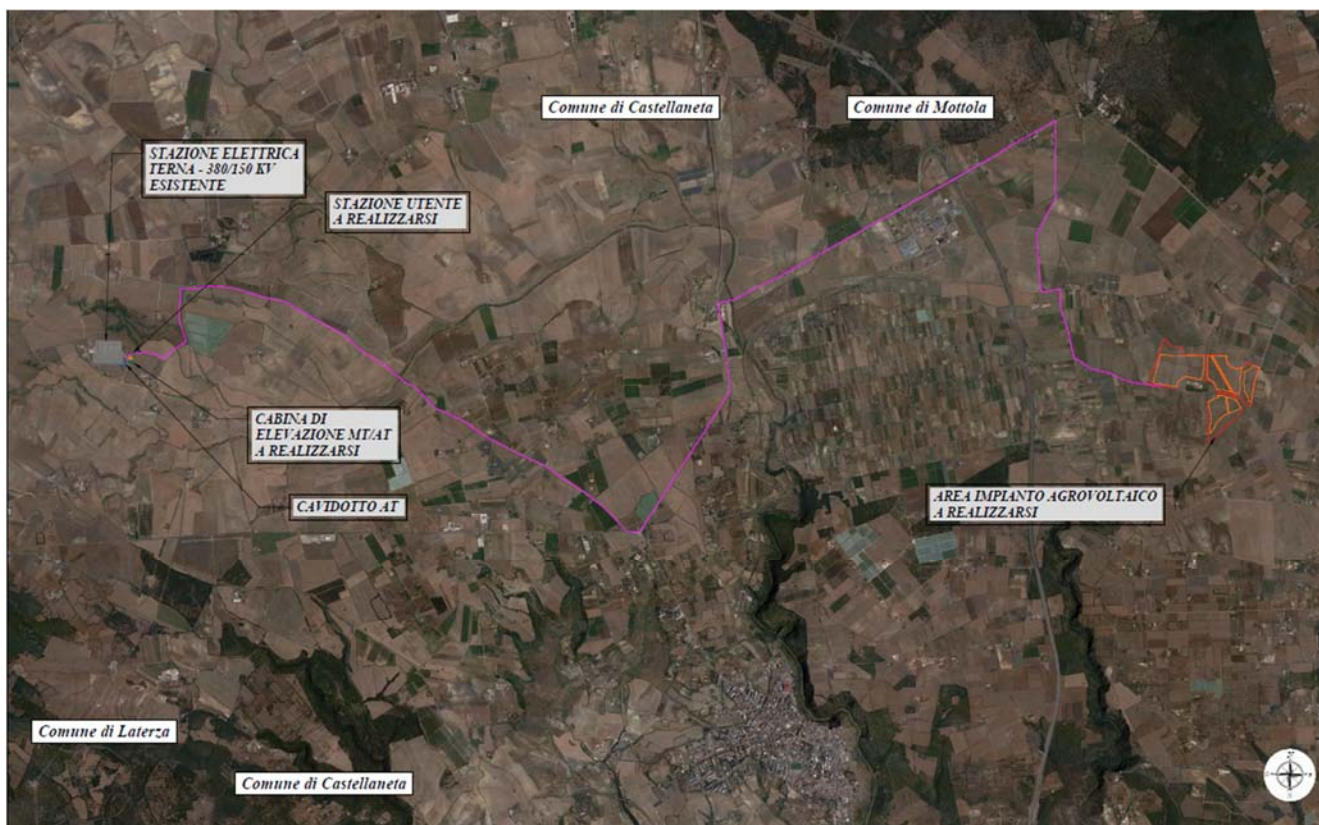 Comune di Castellaneta
Comune di Mottola
STAZIONE ELETTRICA
TERNA - 380/150 KV
ESISTENTE
STAZIONE UTENTE
A REALIZZARSI
CABINA DI
ELEVAZIONE MT/AT
A REALIZZARSI
CAVIDOTTO AT
AREA IMPIANTO AGROVOLTAICO
A REALIZZARSI
Comune di Laterza
Comune di Castellaneta